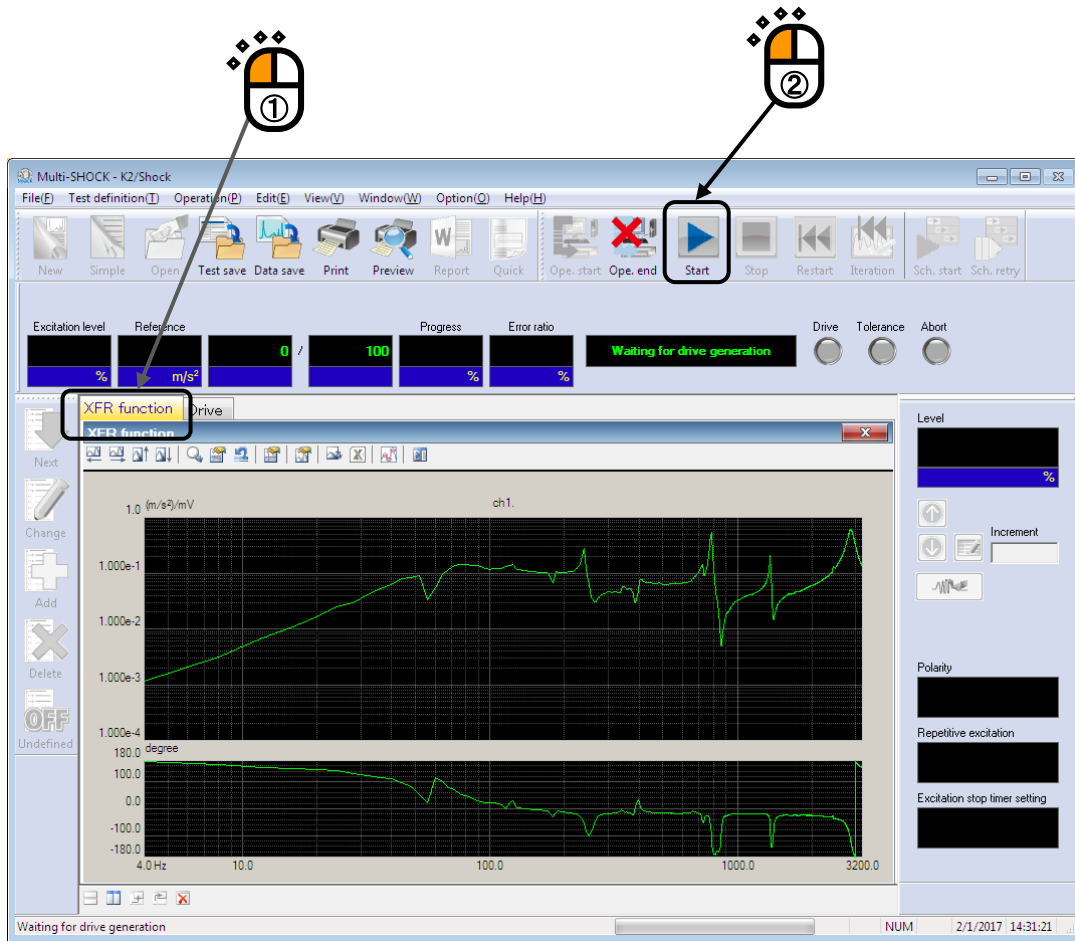 ①
②
Multi-SHOCK - K2/Shock
File(F) Test definition(T) Operation(P) Edit(E) View(V) Window(W) Option(O) Help(H)
New Simple Open Test save Data save Print Preview Report Quick Ope. start Ope. end Start Stop Restart Iteration Sch. start Sch. retry
Excitation level Reference Progress Error ratio Drive Tolerance Abort
0 / 100 Waiting for drive generation
% m/s² % %
XFR function Drive
XFR function
Level
%
Next
Change
Add
Delete
OFF
Undefined
1.0 (m/s²)/mV ch1.
1.000e-1
1.000e-2
1.000e-3
1.000e-4
180.0 degree
100.0
0.0
-100.0
-180.0
4.0 Hz 10.0 100.0 1000.0 3200.0
Increment
Polarity
Repetitive excitation
Excitation stop timer setting
Waiting for drive generation NUM 2/1/2017 14:31:21